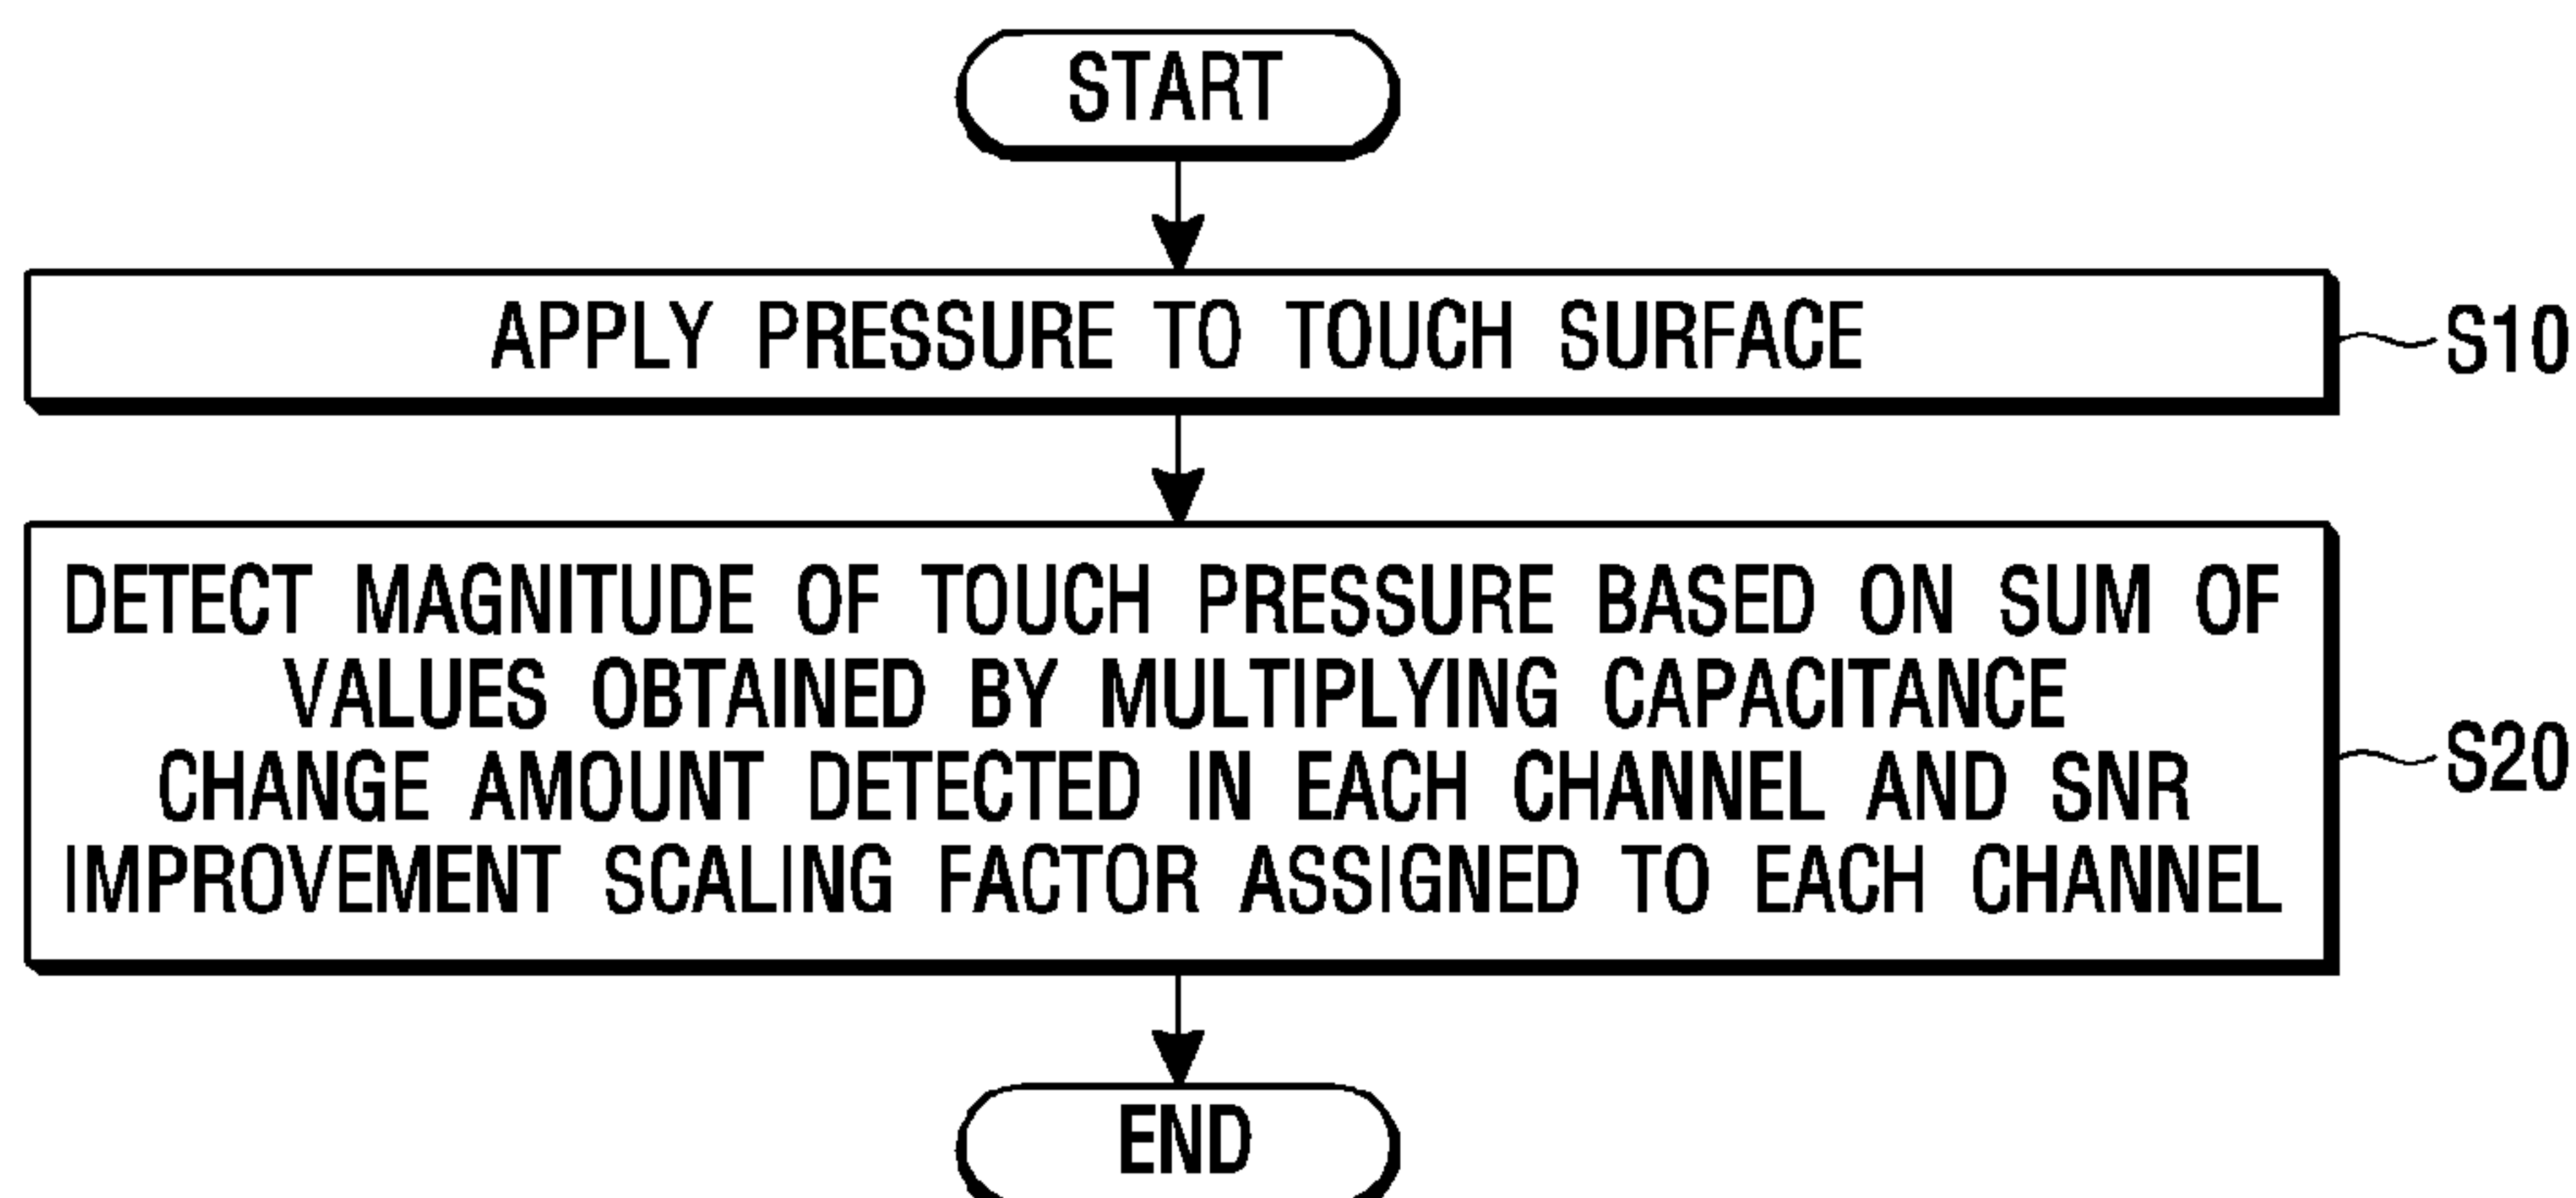 START
APPLY PRESSURE TO TOUCH SURFACE
S10
DETECT MAGNITUDE OF TOUCH PRESSURE BASED ON SUM OF
VALUES OBTAINED BY MULTIPLYING CAPACITANCE
CHANGE AMOUNT DETECTED IN EACH CHANNEL AND SNR
IMPROVEMENT SCALING FACTOR ASSIGNED TO EACH CHANNEL
S20
END